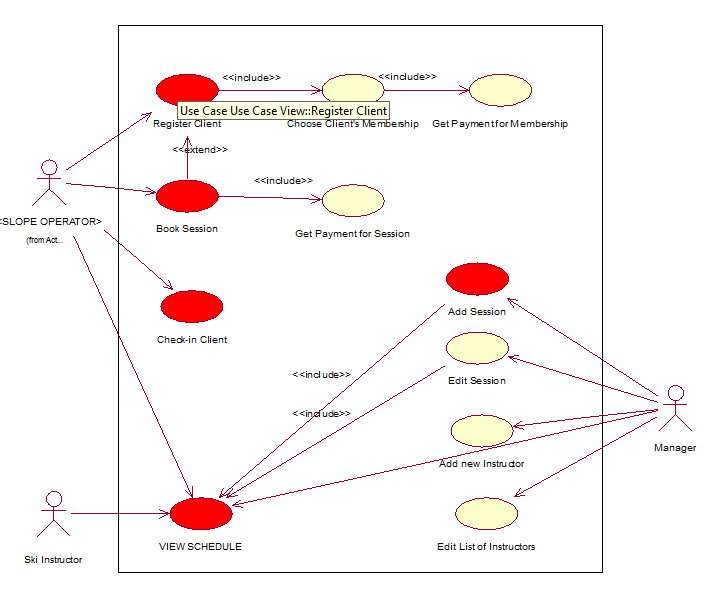 <<include>>
<<include>>
Use Case Use Case View::Register Client
Register Client
Choose Client's Membership
Get Payment for Membership
<<extend>>
<<include>>
<SLOPE OPERATOR>
(from Act...
Book Session
Get Payment for Session
Add Session
Check-in Client
<<include>>
Edit Session
<<include>>
Manager
Add new Instructor
VIEW SCHEDULE
Edit List of Instructors
Ski Instructor